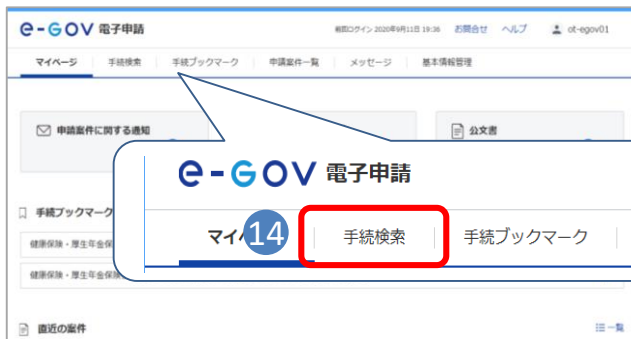 e-GOV 電子申請
前回ログイン 2020年9月11日 19:36 お問合せ ヘルプ ot-egov01
マイページ 手続検索 手続ブックマーク 申請案件一覧 メッセージ 基本情報管理
申請案件に関する通知
公文書
e-GOV 電子申請
マイ
14
手続検索
手続ブックマーク
手続ブックマーク
健康保険・厚生年金保
健康保険・厚生年金保険
直近の案件
一覧